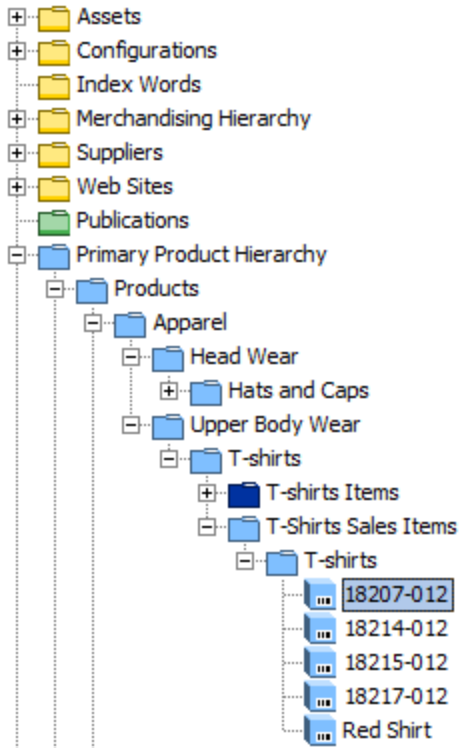 Assets
Configurations
Index Words
Merchandising Hierarchy
Suppliers
Web Sites
Publications
Primary Product Hierarchy
Products
Apparel
Head Wear
Hats and Caps
Upper Body Wear
T-shirts
T-shirts Items
T-Shirts Sales Items
T-shirts
18207-012
18214-012
18215-012
18217-012
Red Shirt